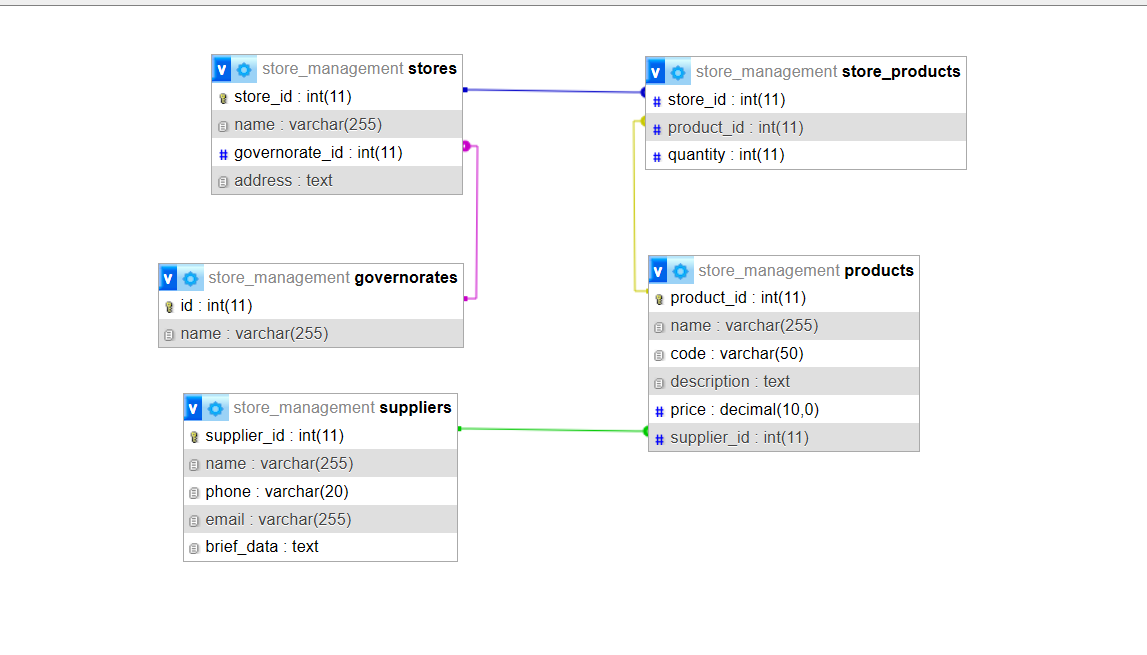 v store_management stores
store_id : int(11)
name : varchar(255)
# governorate_id : int(11)
address : text
v store_management store_products
# store_id : int(11)
# product_id : int(11)
# quantity : int(11)
v store_management governorates
id : int(11)
name : varchar(255)
v store_management products
product_id : int(11)
name : varchar(255)
code : varchar(50)
description : text
# price : decimal(10,0)
# supplier_id : int(11)
v store_management suppliers
supplier_id : int(11)
name : varchar(255)
phone : varchar(20)
email : varchar(255)
brief_data : text